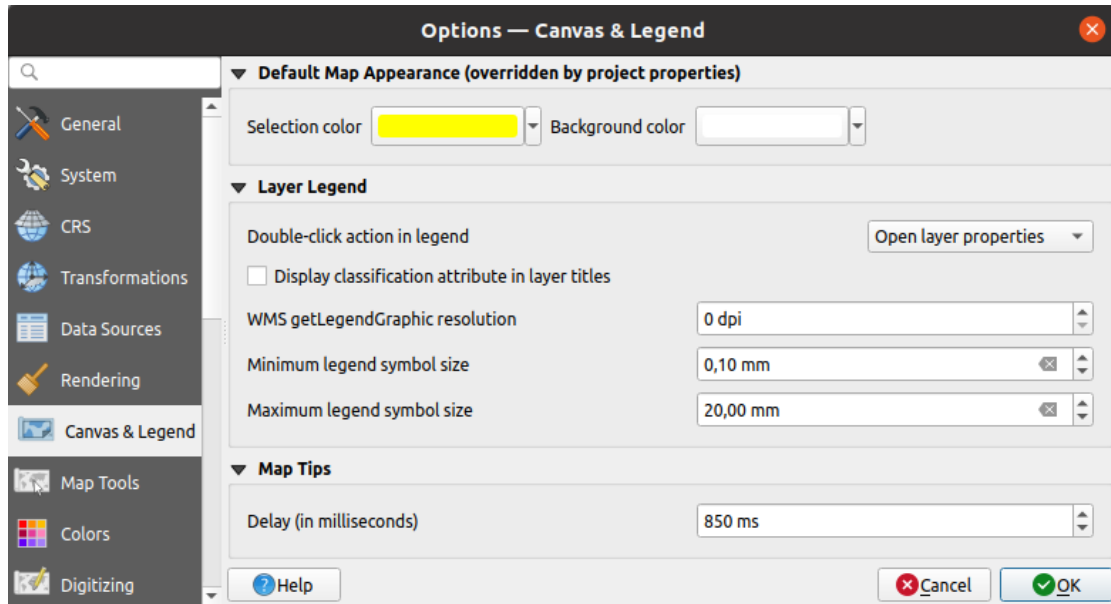 Options — Canvas & Legend
General
System
CRS
Transformations
Data Sources
Rendering
Canvas & Legend
Map Tools
Colors
Digitizing
Default Map Appearance (overridden by project properties)
Selection color Background color
Layer Legend
Double-click action in legend Open layer properties
Display classification attribute in layer titles
WMS getLegendGraphic resolution 0 dpi
Minimum legend symbol size 0,10 mm
Maximum legend symbol size 20,00 mm
Map Tips
Delay (in milliseconds) 850 ms
Help Cancel OK